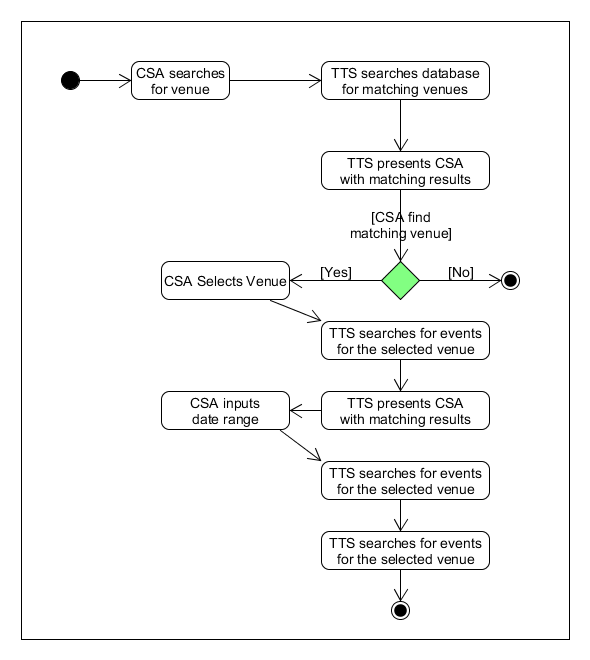 CSA searches
for venue
TTS searches database
for matching venues
TTS presents CSA
with matching results
[CSA find
matching venue]
[Yes]
[No]
CSA Selects Venue
TTS searches for events
for the selected venue
CSA inputs
date range
TTS presents CSA
with matching results
TTS searches for events
for the selected venue
TTS searches for events
for the selected venue